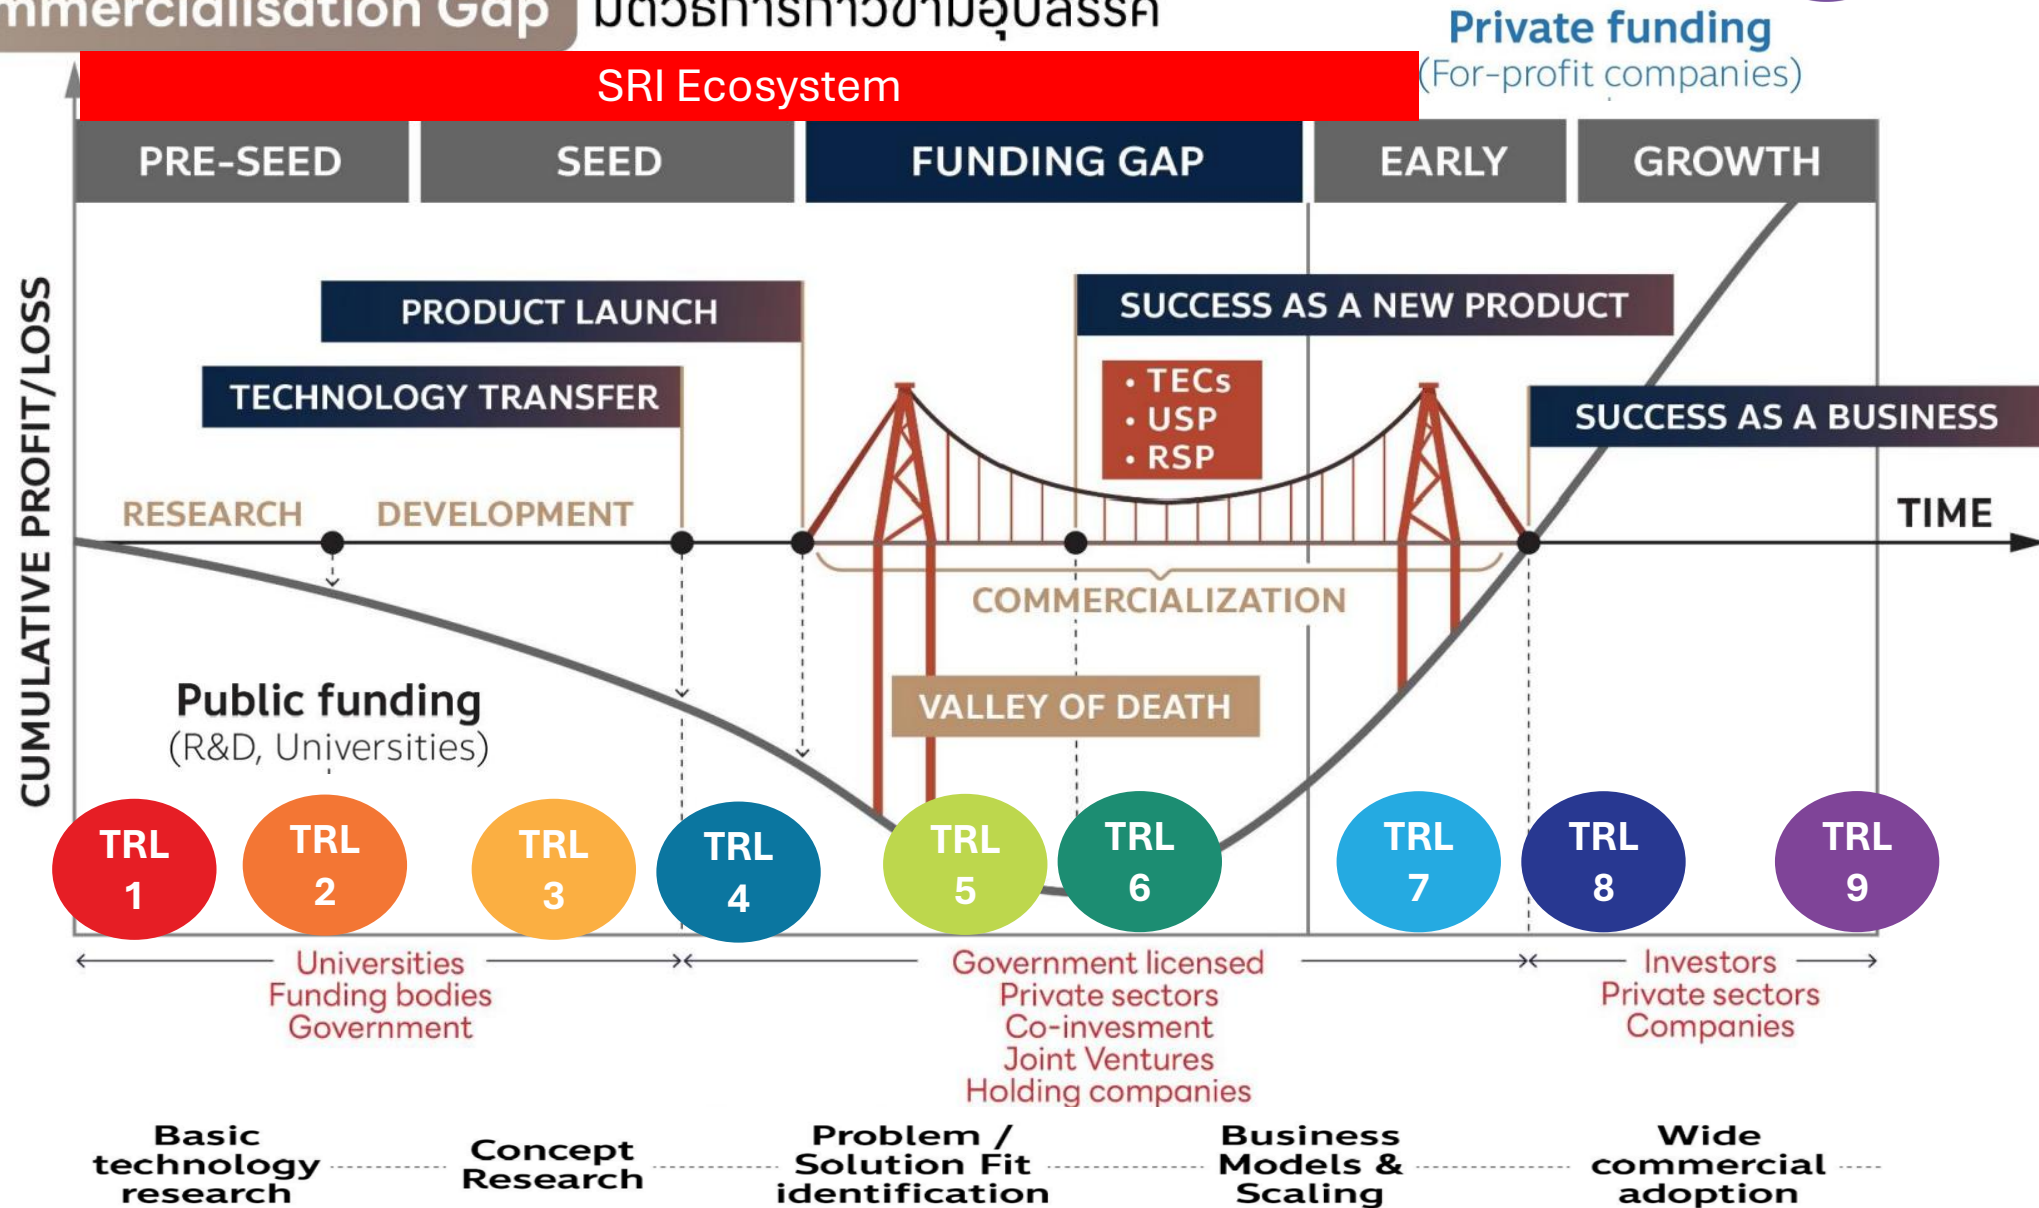 mmercialisation Gap
Private funding
(For-profit companies)
SRI Ecosystem
PRE-SEED
SEED
FUNDING GAP
EARLY
GROWTH
CUMULATIVE PROFIT/LOSS
PRODUCT LAUNCH
SUCCESS AS A NEW PRODUCT
TECHNOLOGY TRANSFER
• TECs
• USP
• RSP
SUCCESS AS A BUSINESS
RESEARCH
DEVELOPMENT
TIME
COMMERCIALIZATION
VALLEY OF DEATH
Public funding
(R&D, Universities)
TRL
1
TRL
2
TRL
3
TRL
4
TRL
5
TRL
6
TRL
7
TRL
8
TRL
9
Universities
Funding bodies
Government
Government licensed
Private sectors
Co-invesment
Joint Ventures
Holding companies
Investors
Private sectors
Companies
Basic
technology
research
Concept
Research
Problem /
Solution Fit
identification
Business
Models &
Scaling
Wide
commercial
adoption